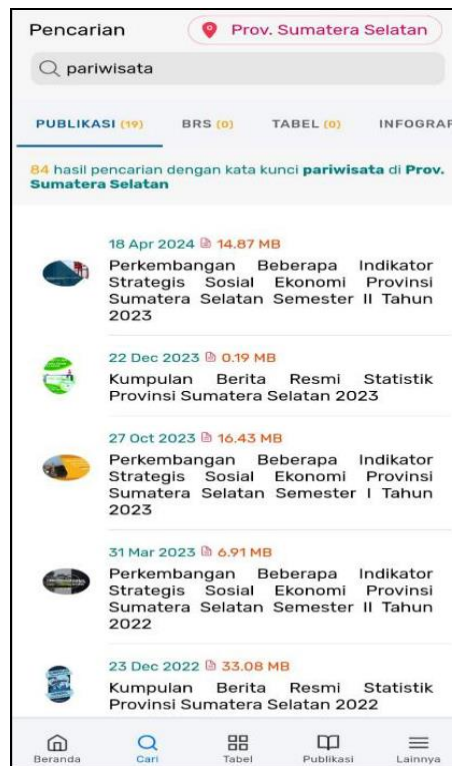 Pencarian
Prov. Sumatera Selatan
pariwisata
PUBLIKASI (19) BRS (0) TABEL (0) INFOGRAF
84 hasil pencarian dengan kata kunci pariwisata di Prov.
Sumatera Selatan
18 Apr 2024 14.87 MB
Perkembangan Beberapa Indikator
Strategis Sosial Ekonomi Provinsi
Sumatera Selatan Semester II Tahun
2023
22 Dec 2023 0.19 MB
Kumpulan Berita Resmi Statistik
Provinsi Sumatera Selatan 2023
27 Oct 2023 16.43 MB
Perkembangan Beberapa Indikator
Strategis Sosial Ekonomi Provinsi
Sumatera Selatan Semester I Tahun
2023
31 Mar 2023 6.91 MB
Perkembangan Beberapa Indikator
Strategis Sosial Ekonomi Provinsi
Sumatera Selatan Semester II Tahun
2022
23 Dec 2022 33.08 MB
Kumpulan Berita Resmi Statistik
Provinsi Sumatera Selatan 2022
Beranda Cari Tabel Publikasi Lainnya